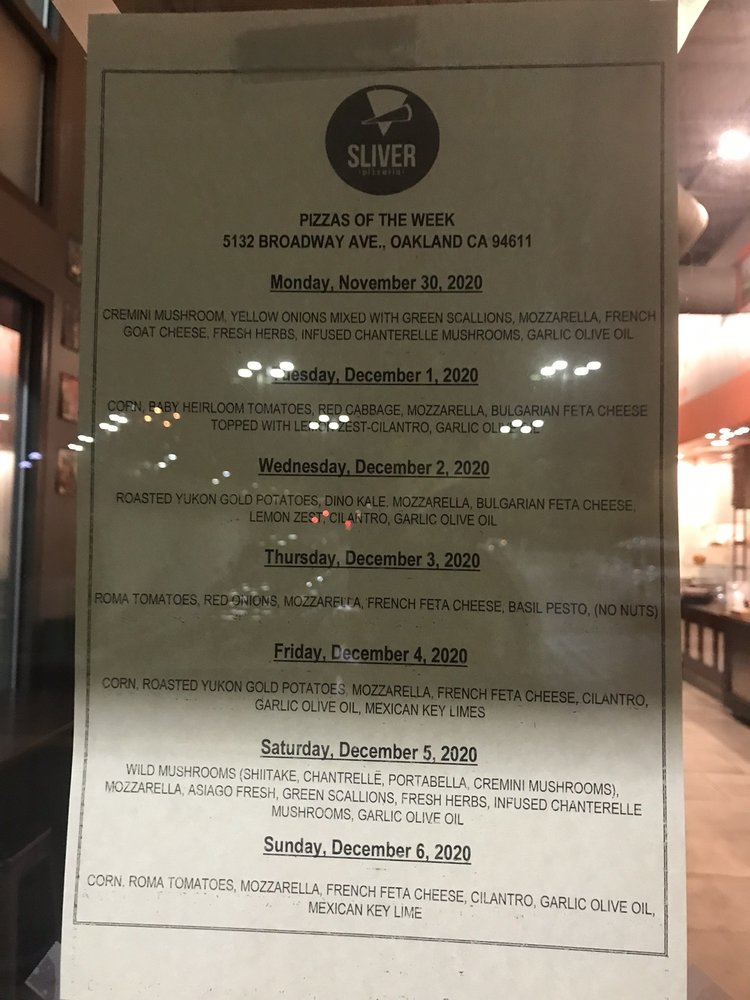 SLIVER
pizzeria
PIZZAS OF THE WEEK
5132 BROADWAY AVE., OAKLAND CA 94611
Monday, November 30, 2020
CREMINI MUSHROOM, YELLOW ONIONS MIXED WITH GREEN SCALLIONS, MOZZARELLA, FRENCH
GOAT CHEESE, FRESH HERBS, INFUSED CHANTERELLE MUSHROOMS, GARLIC OLIVE OIL
Tuesday, December 1, 2020
CORN, BABY HEIRLOOM TOMATOES, RED CABBAGE, MOZZARELLA, BULGARIAN FETA CHEESE
TOPPED WITH LEMON ZEST-CILANTRO, GARLIC OLIVE OIL
Wednesday, December 2, 2020
ROASTED YUKON GOLD POTATOES, DINO KALE, MOZZARELLA, BULGARIAN FETA CHEESE,
LEMON ZEST, CILANTRO, GARLIC OLIVE OIL
Thursday, December 3, 2020
ROMA TOMATOES, RED ONIONS, MOZZARELLA, FRENCH FETA CHEESE, BASIL PESTO, (NO NUTS)
Friday, December 4, 2020
CORN, ROASTED YUKON GOLD POTATOES, MOZZARELLA, FRENCH FETA CHEESE, CILANTRO,
GARLIC OLIVE OIL, MEXICAN KEY LIMES
Saturday, December 5, 2020
WILD MUSHROOMS (SHIITAKE, CHANTRELLE, PORTABELLA, CREMINI MUSHROOMS),
MOZZARELLA, ASIAGO FRESH, GREEN SCALLIONS, FRESH HERBS, INFUSED CHANTERELLE
MUSHROOMS, GARLIC OLIVE OIL
Sunday, December 6, 2020
CORN. ROMA TOMATOES, MOZZARELLA, FRENCH FETA CHEESE, CILANTRO, GARLIC OLIVE OIL,
MEXICAN KEY LIME